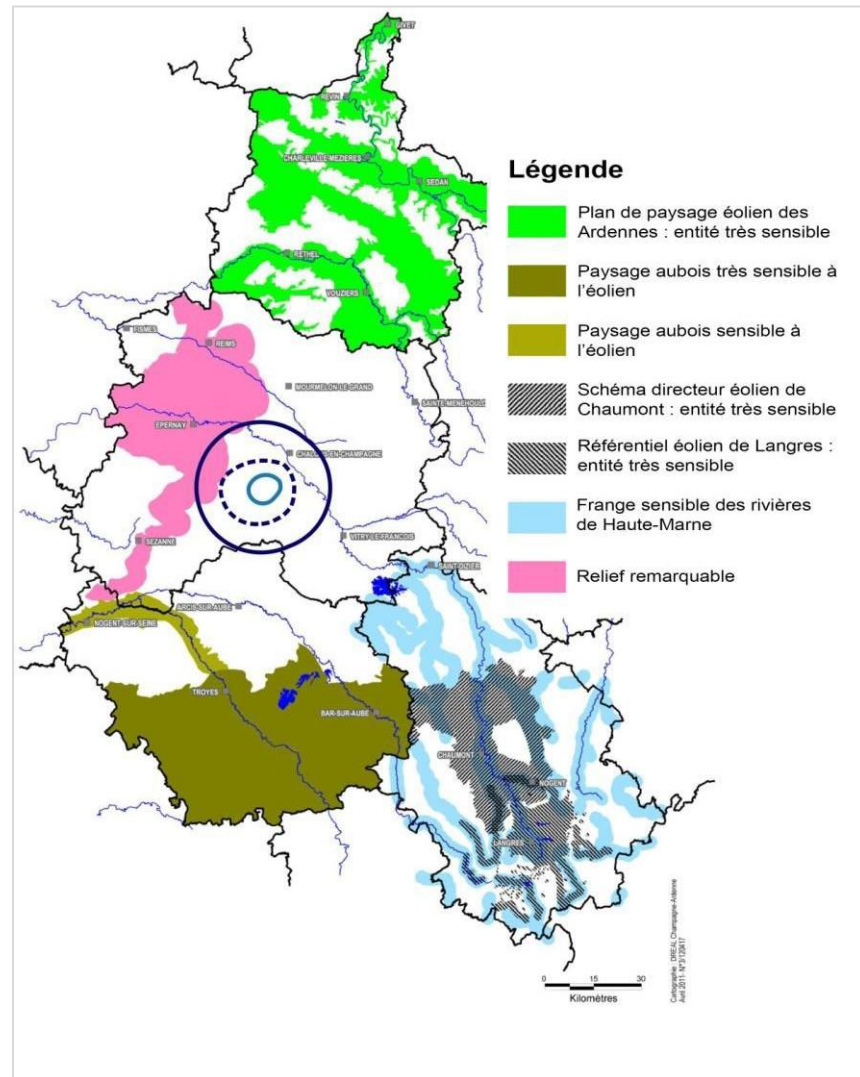 GIVET
REVIN
CHARLEVILLE-MEZIERES
SEDAN
RETHEL
VOUZIERS
FISMES
REIMS
MOURMELON-LE-GRAND
SAINTE-MENEHOULD
EPERNAY
CHALONS-EN-CHAMPAGNE
SEZANNE
VITRY-LE-FRANCOIS
SAINT-DIZIER
ARCIS-SUR-AUBE
NOGENT-SUR-SEINE
TROYES
BAR-SUR-AUBE
CHAUMONT
NOGENT
LANGRES
Légende
Plan de paysage éolien des
Ardennes : entité très sensible
Paysage aubois très sensible à
l'éolien
Paysage aubois sensible à
l'éolien
Schéma directeur éolien de
Chaumont : entité très sensible
Référentiel éolien de Langres :
entité très sensible
Frange sensible des rivières
de Haute-Marne
Relief remarquable
0 15 30
Kilomètres
Cartographie : DREAL Champagne-Ardenne
Avril 2011- N°3/120417